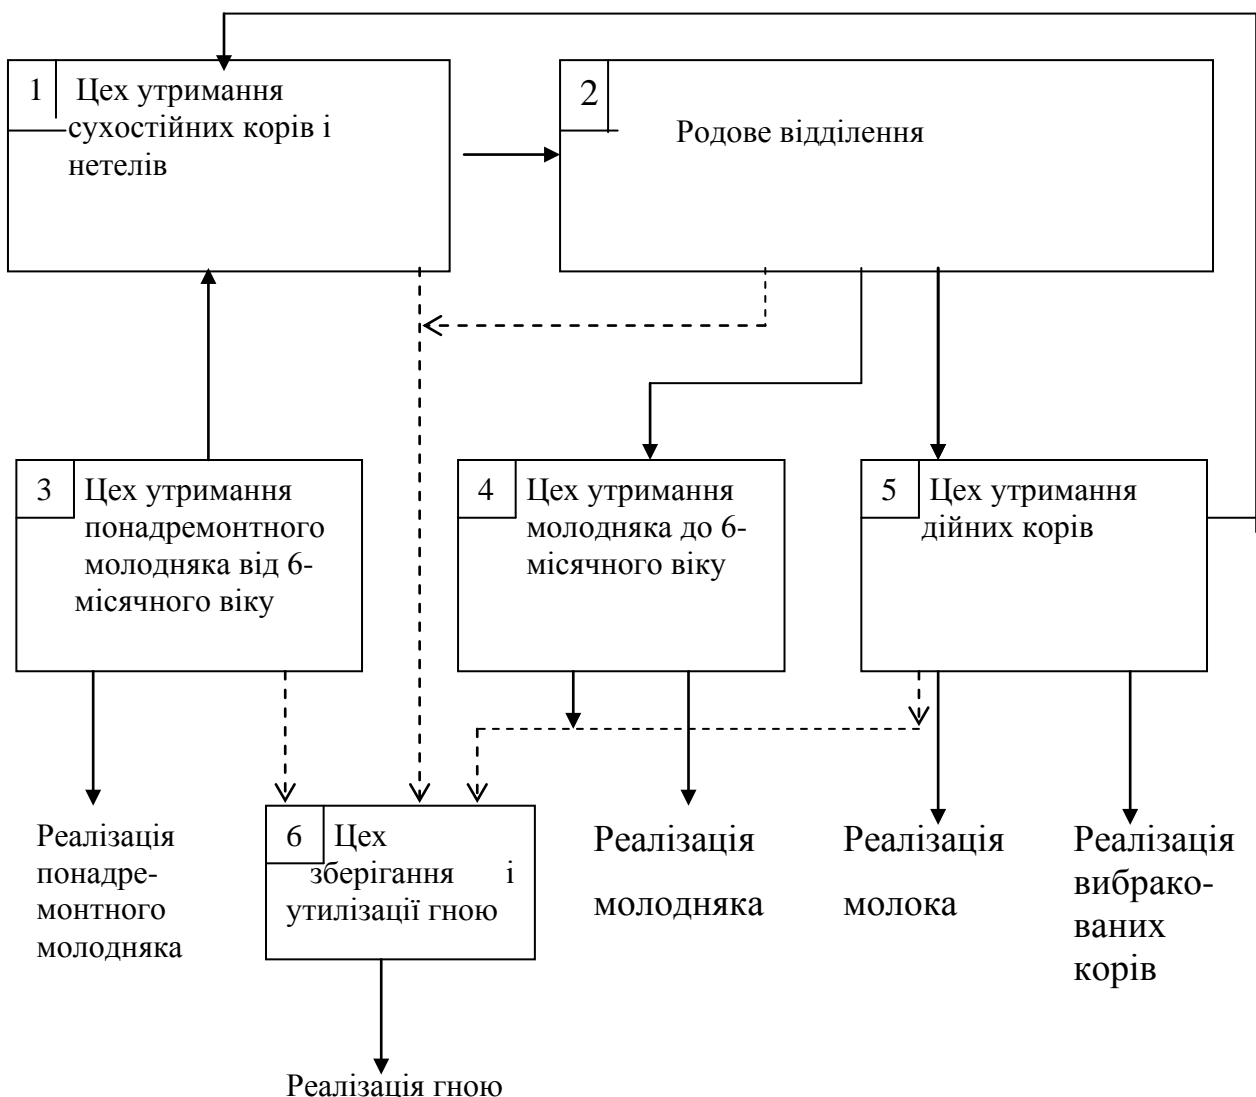 1 Цех утримання
сухостійних корів і
нетелів
2
Родове відділення
3 Цех утримання
понадремонтного
молодняка від 6-
місячного віку
4 Цех утримання
молодняка до 6-
місячного віку
5 Цех утримання
дійних корів
Реалізація
понадре-
монтного
молодняка
6 Цех
зберігання і
утилізації гною
Реалізація
молодняка
Реалізація
молока
Реалізація
вибрако-
ваних
корів
Реалізація гною